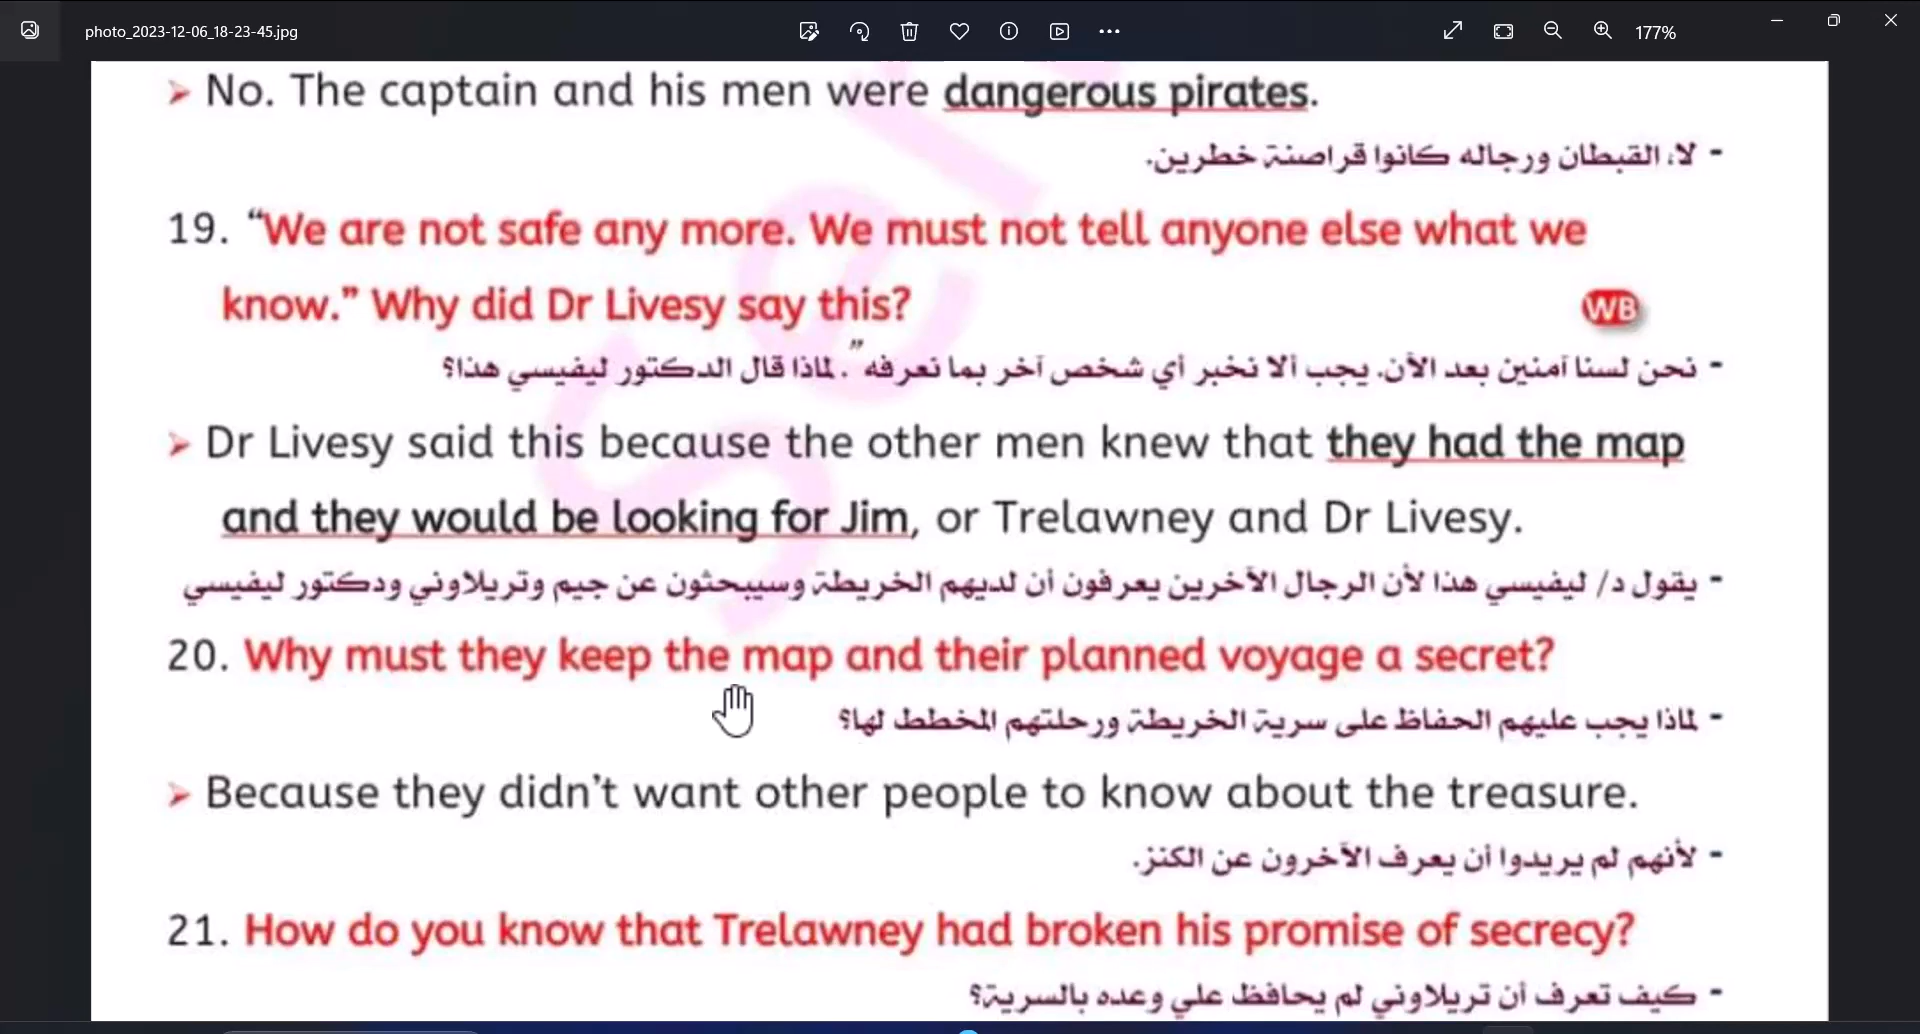 photo_2023-12-06_18-23-45.jpg
177%
No. The captain and his men were dangerous pirates.
- لا، القبطان ورجاله كانوا قراصنة خطرين.
19. “We are not safe any more. We must not tell anyone else what we
know.” Why did Dr Livesy say this?
WB
- نحن لسنا آمنين بعد الآن. يجب ألا نخبر أي شخص آخر بما نعرفه". لماذا قال الدكتور ليفيسي هذا؟
Dr Livesy said this because the other men knew that they had the map
and they would be looking for Jim, or Trelawney and Dr Livesy.
- يقول د/ ليفيسي هذا لأن الرجال الآخرين يعرفون أن لديهم الخريطة وسيبحثون عن جيم وتريلاوني ودكتور ليفيسي
20. Why must they keep the map and their planned voyage a secret?
- لماذا يجب عليهم الحفاظ على سرية الخريطة ورحلتهم المخطط لها؟
Because they didn’t want other people to know about the treasure.
- لأنهم لم يريدوا أن يعرف الآخرون عن الكنز.
21. How do you know that Trelawney had broken his promise of secrecy?
- كيف تعرف أن تريلاوني لم يحافظ علي وعده بالسرية؟